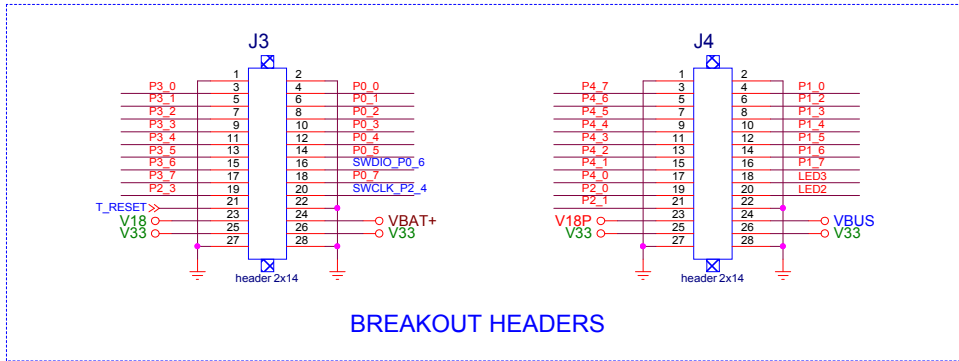 J3 J4
1 2 1 2
P3_0 3 4 P0_0 P4_7 3 4 P1_0
P3_1 5 6 P0_1 P4_6 5 6 P1_2
P3_2 7 8 P0_2 P4_5 7 8 P1_3
P3_3 9 10 P0_3 P4_4 9 10 P1_4
P3_4 11 12 P0_4 P4_3 11 12 P1_5
P3_5 13 14 P0_5 P4_2 13 14 P1_6
P3_6 15 16 SWDIO_P0_6 P4_1 15 16 P1_7
P3_7 17 18 P0_7 P4_0 17 18 LED3
P2_3 19 20 SWCLK_P2_4 P2_0 19 20 LED2
T_RESET 21 22 P2_1 21 22
V18 23 24 VBAT+ V18P 23 24 VBUS
V33 25 26 V33 V33 25 26 V33
27 28 27 28
header 2x14 header 2x14
BREAKOUT HEADERS